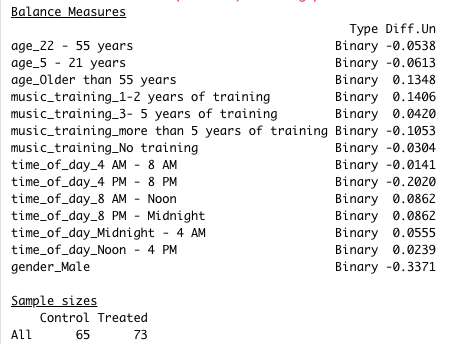 Balance Measures
Type Diff.Un
age_22 - 55 years Binary -0.0538
age_5 - 21 years Binary -0.0613
age_Older than 55 years Binary 0.1348
music_training_1-2 years of training Binary 0.1406
music_training_3- 5 years of training Binary 0.0420
music_training_more than 5 years of training Binary -0.1053
music_training_No training Binary -0.0304
time_of_day_4 AM - 8 AM Binary -0.0141
time_of_day_4 PM - 8 PM Binary -0.2020
time_of_day_8 AM - Noon Binary 0.0862
time_of_day_8 PM - Midnight Binary 0.0862
time_of_day_Midnight - 4 AM Binary 0.0555
time_of_day_Noon - 4 PM Binary 0.0239
gender_Male Binary -0.3371
Sample sizes
Control Treated
All 65 73